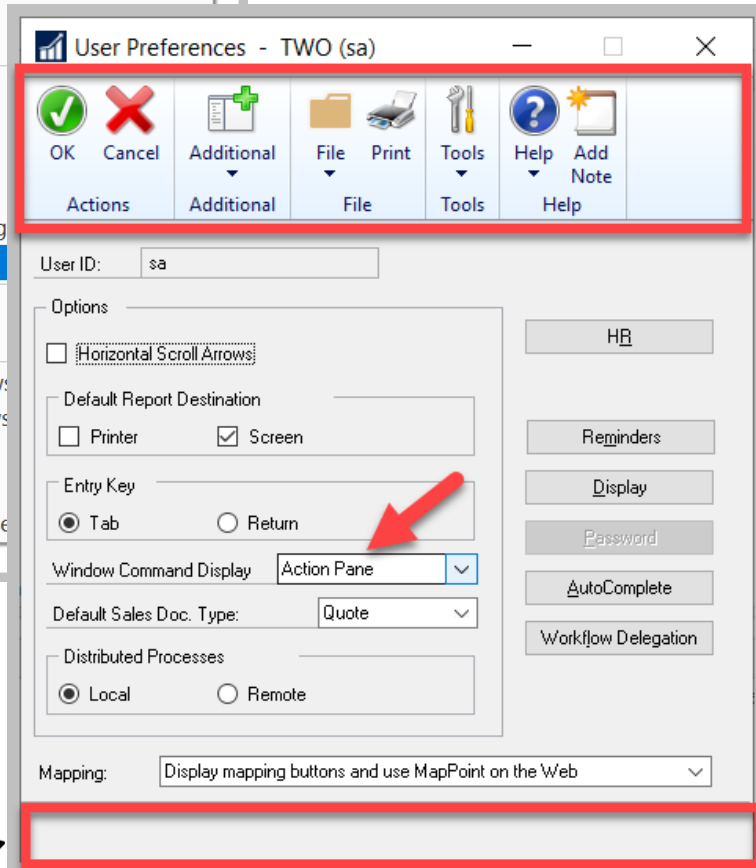 User Preferences - TWO (sa)
OK Cancel Additional File Print Tools Help Add Note
Actions Additional File Tools Help
User ID: sa
Options
Horizontal Scroll Arrows
HR
Default Report Destination
Printer Screen
Reminders
Entry Key
Display
Tab Return
Password
Window Command Display Action Pane
AutoComplete
Default Sales Doc. Type: Quote
Workflow Delegation
Distributed Processes
Local Remote
Mapping: Display mapping buttons and use MapPoint on the Web